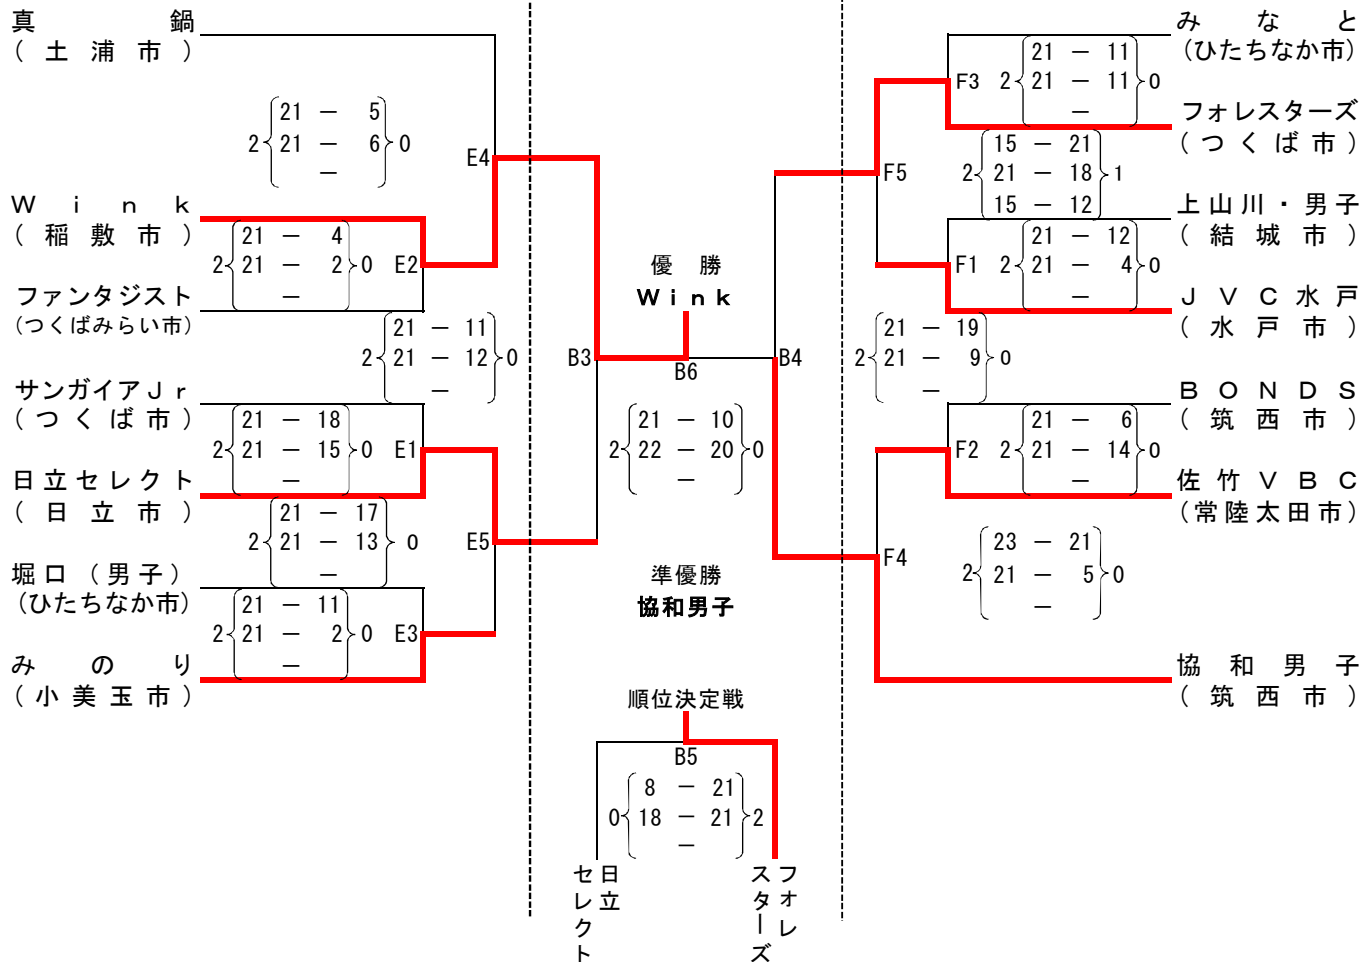 真鍋
(土浦市)
21 － 5
2 21 － 6 0
－
E4
Wink
(稲敷市)
21 － 4
2 21 － 2 0 E2
－
ファンタジスト
(つくばみらい市)
21 － 11
2 21 － 12 0
－
B3
サンガイアJr
(つくば市)
21 － 18
2 21 － 15 0 E1
－
日立セレクト
(日立市)
21 － 17
2 21 － 13 0
－
E5
堀口(男子)
(ひたちなか市)
21 － 11
2 21 － 2 0 E3
－
みのり
(小美玉市)
優勝
Wink
B6
21 － 10
2 22 － 20 0
－
準優勝
協和男子
順位決定戦
B5
8 － 21
0 18 － 21 2
－
日立
セレクト
フォレ
スターズ
みなと
(ひたちなか市)
21 － 11
F3 2 21 － 11 0
－
フォレスターズ
(つくば市)
F5
15 － 21
2 21 － 18 1
15 － 12
上山川・男子
(結城市)
21 － 12
F1 2 21 － 4 0
－
JVC水戸
(水戸市)
B4
21 － 19
2 21 － 9 0
－
BONDS
(筑西市)
21 － 6
F2 2 21 － 14 0
－
佐竹VBC
(常陸太田市)
F4
23 － 21
2 21 － 5 0
－
協和男子
(筑西市)